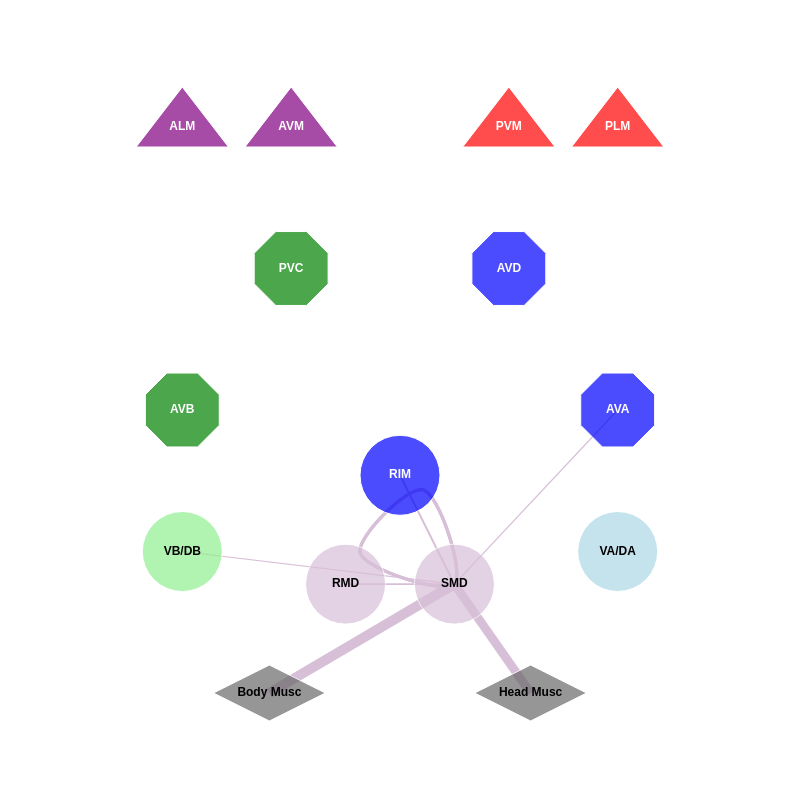 ALM
AVM
PVM
PLM
PVC
AVD
AVB
AVA
RIM
VB/DB
VA/DA
RMD
SMD
Body Musc
Head Musc